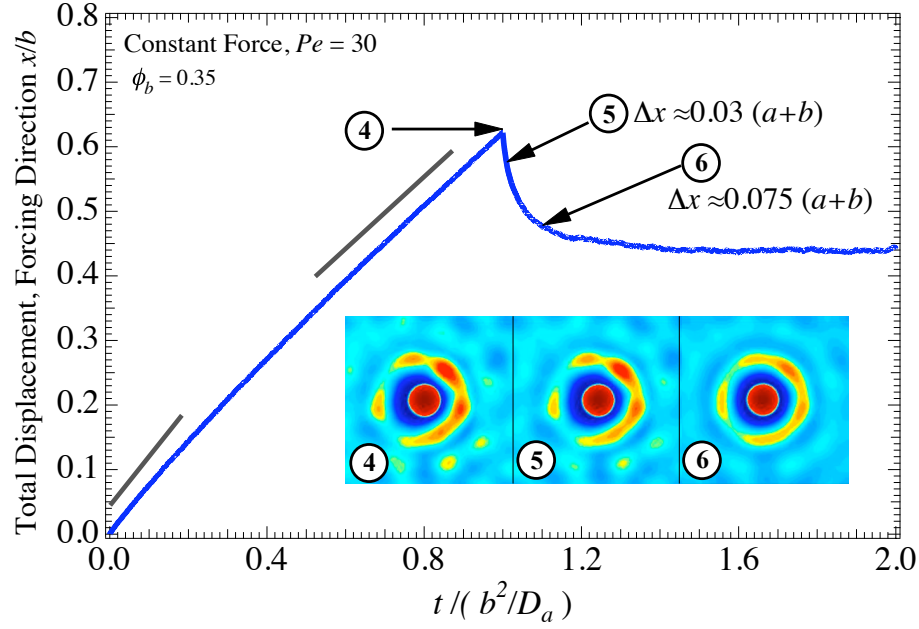 Total Displacement, Forcing Direction x/b
0.8
0.7
0.6
0.5
0.4
0.3
0.2
0.1
0.0
Constant Force, Pe = 30
ϕ_b = 0.35
4
5 Δx ≈0.03 (a+b)
6
Δx ≈0.075 (a+b)
4
5
6
0.0 0.4 0.8 1.2 1.6 2.0
t /( b²/D_a )